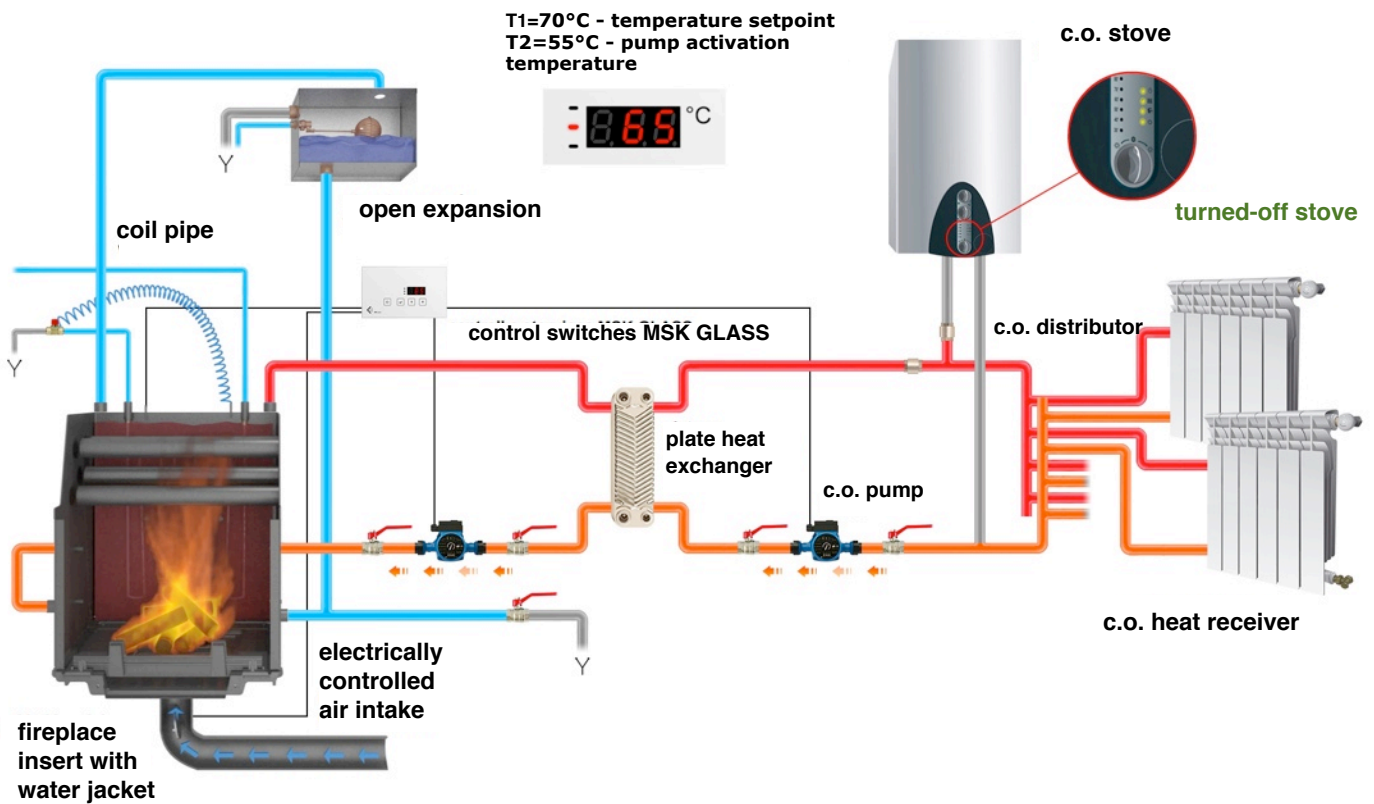 T1=70°C - temperature setpoint
T2=55°C - pump activation
temperature
c.o. stove
65 °C
turned-off stove
open expansion
coil pipe
control switches MSK GLASS
c.o. distributor
Y
Y
plate heat
exchanger
c.o. pump
c.o. heat receiver
electrically
controlled
air intake
Y
fireplace
insert with
water jacket